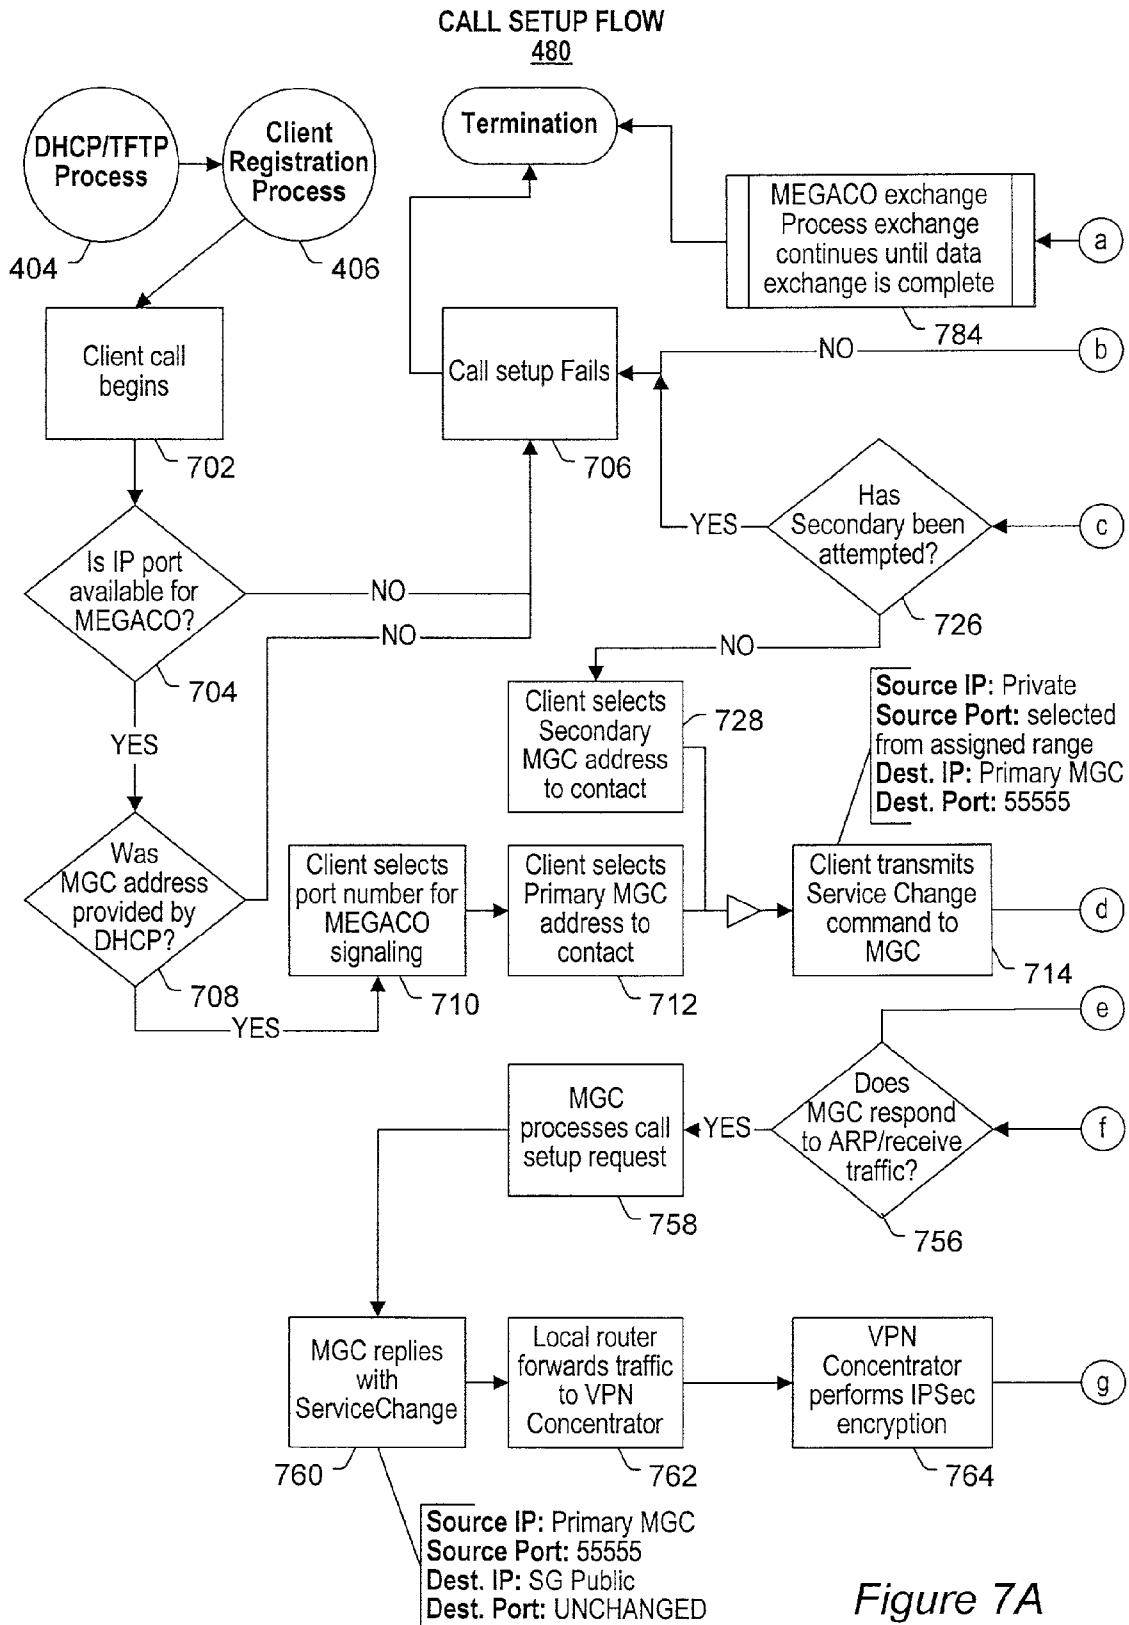 CALL SETUP FLOW
480
DHCP/TFTP
Process
404
Client
Registration
Process
406
Termination
MEGACO exchange
Process exchange
continues until data
exchange is complete
784
a
Client call
begins
702
Call setup Fails
706
NO
b
Has
Secondary been
attempted?
726
YES
c
Is IP port
available for
MEGACO?
704
NO
NO
NO
YES
Client selects
Secondary
MGC address
to contact
728
Source IP: Private
Source Port: selected
from assigned range
Dest. IP: Primary MGC
Dest. Port: 55555
Was
MGC address
provided by
DHCP?
708
YES
Client selects
port number for
MEGACO
signaling
710
Client selects
Primary MGC
address to
contact
712
Client transmits
Service Change
command to
MGC
714
d
e
Does
MGC respond
to ARP/receive
traffic?
756
f
YES
MGC
processes call
setup request
758
MGC replies
with
ServiceChange
760
Local router
forwards traffic
to VPN
Concentrator
762
VPN
Concentrator
performs IPSec
encryption
764
g
Source IP: Primary MGC
Source Port: 55555
Dest. IP: SG Public
Dest. Port: UNCHANGED
Figure 7A